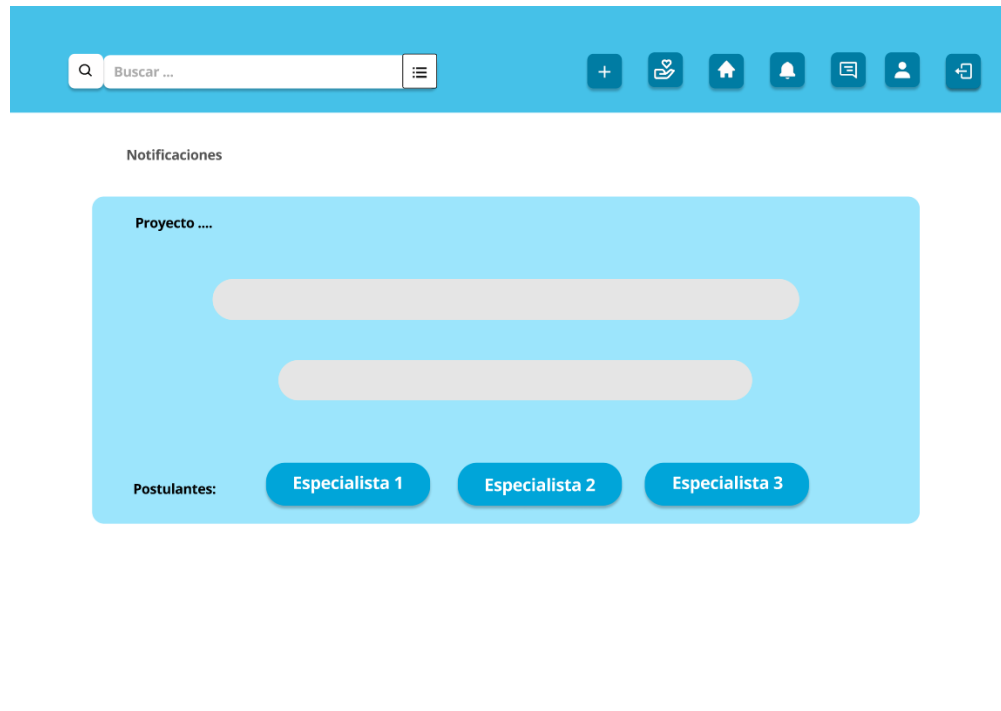 Buscar ...
Notificaciones
Proyecto ....
Postulantes:
Especialista 1
Especialista 2
Especialista 3